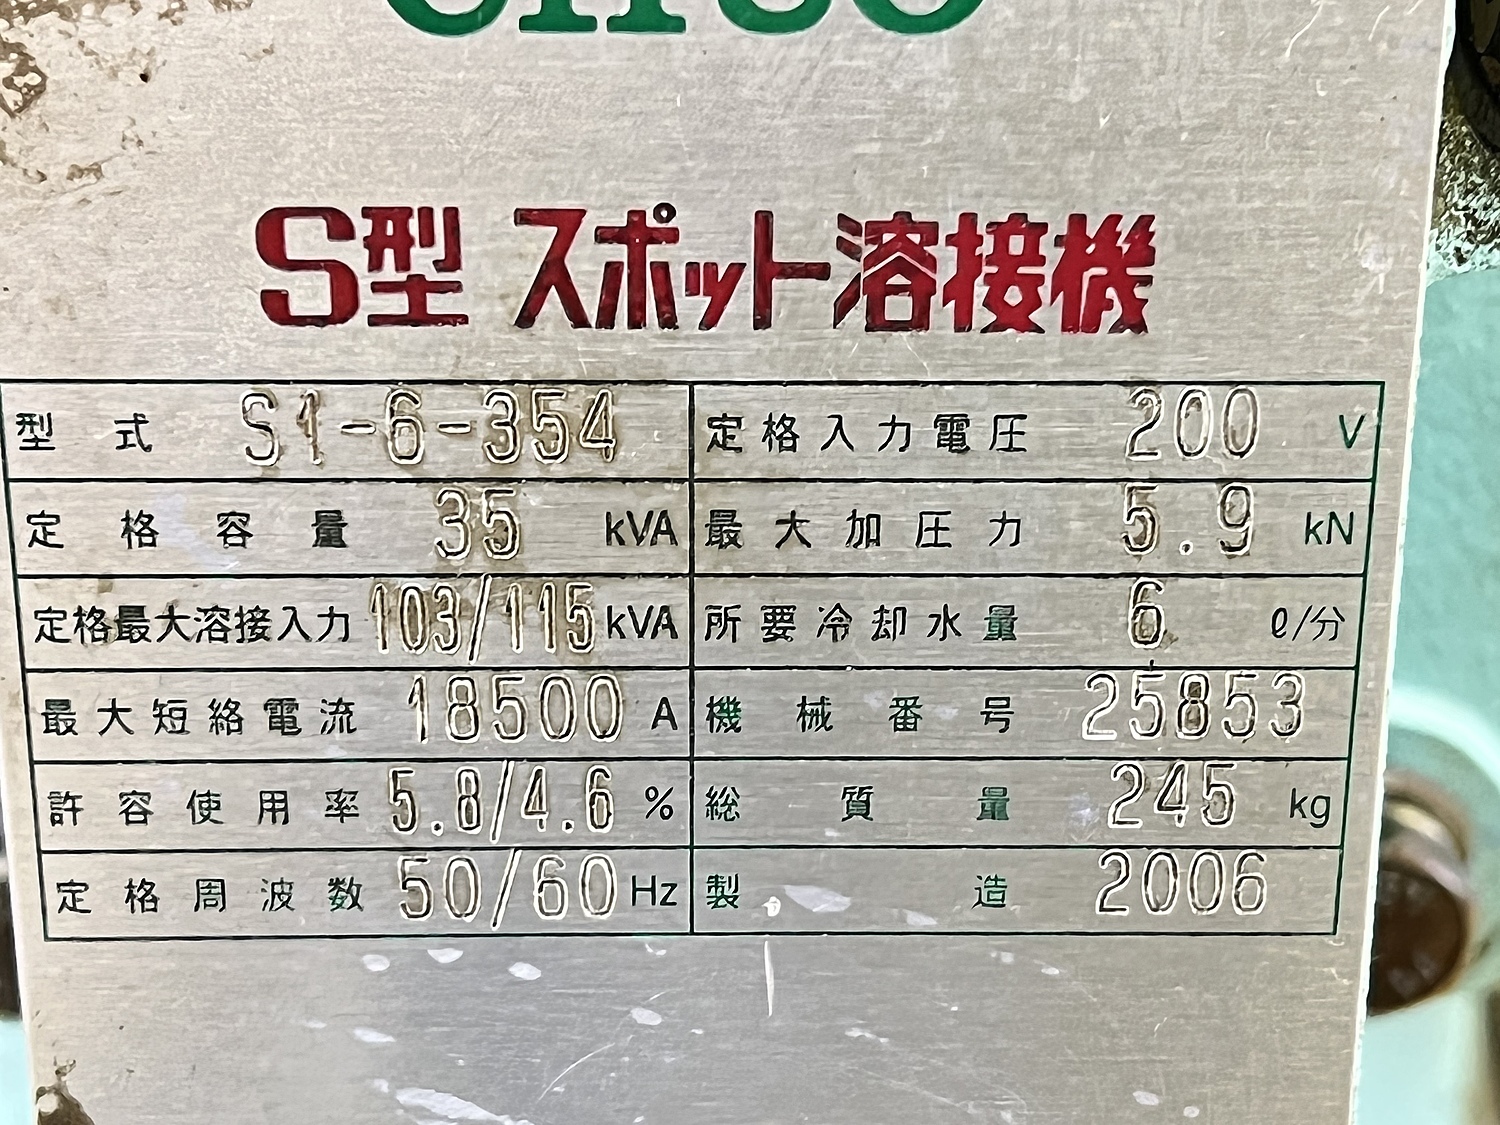 S型 スポット溶接機
型式 S1-6-354 定格入力電圧 200 V
定格容量 35 kVA 最大加圧力 5.9 kN
定格最大溶接入力 103/115 kVA 所要冷却水量 6 ℓ/分
最大短絡電流 18500 A 機械番号 25853
許容使用率 5.8/4.6 % 総質量 245 kg
定格周波数 50/60 Hz 製造 2006